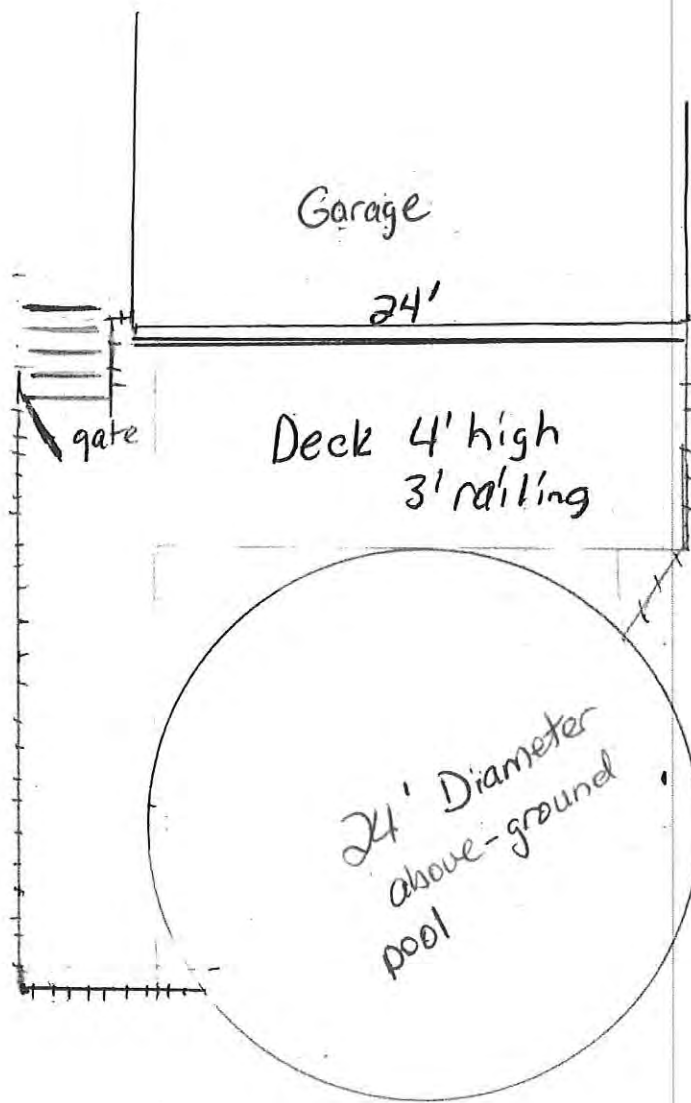 Garage
24'
gate
Deck 4' high
3' railing
24' Diameter
above-ground
pool